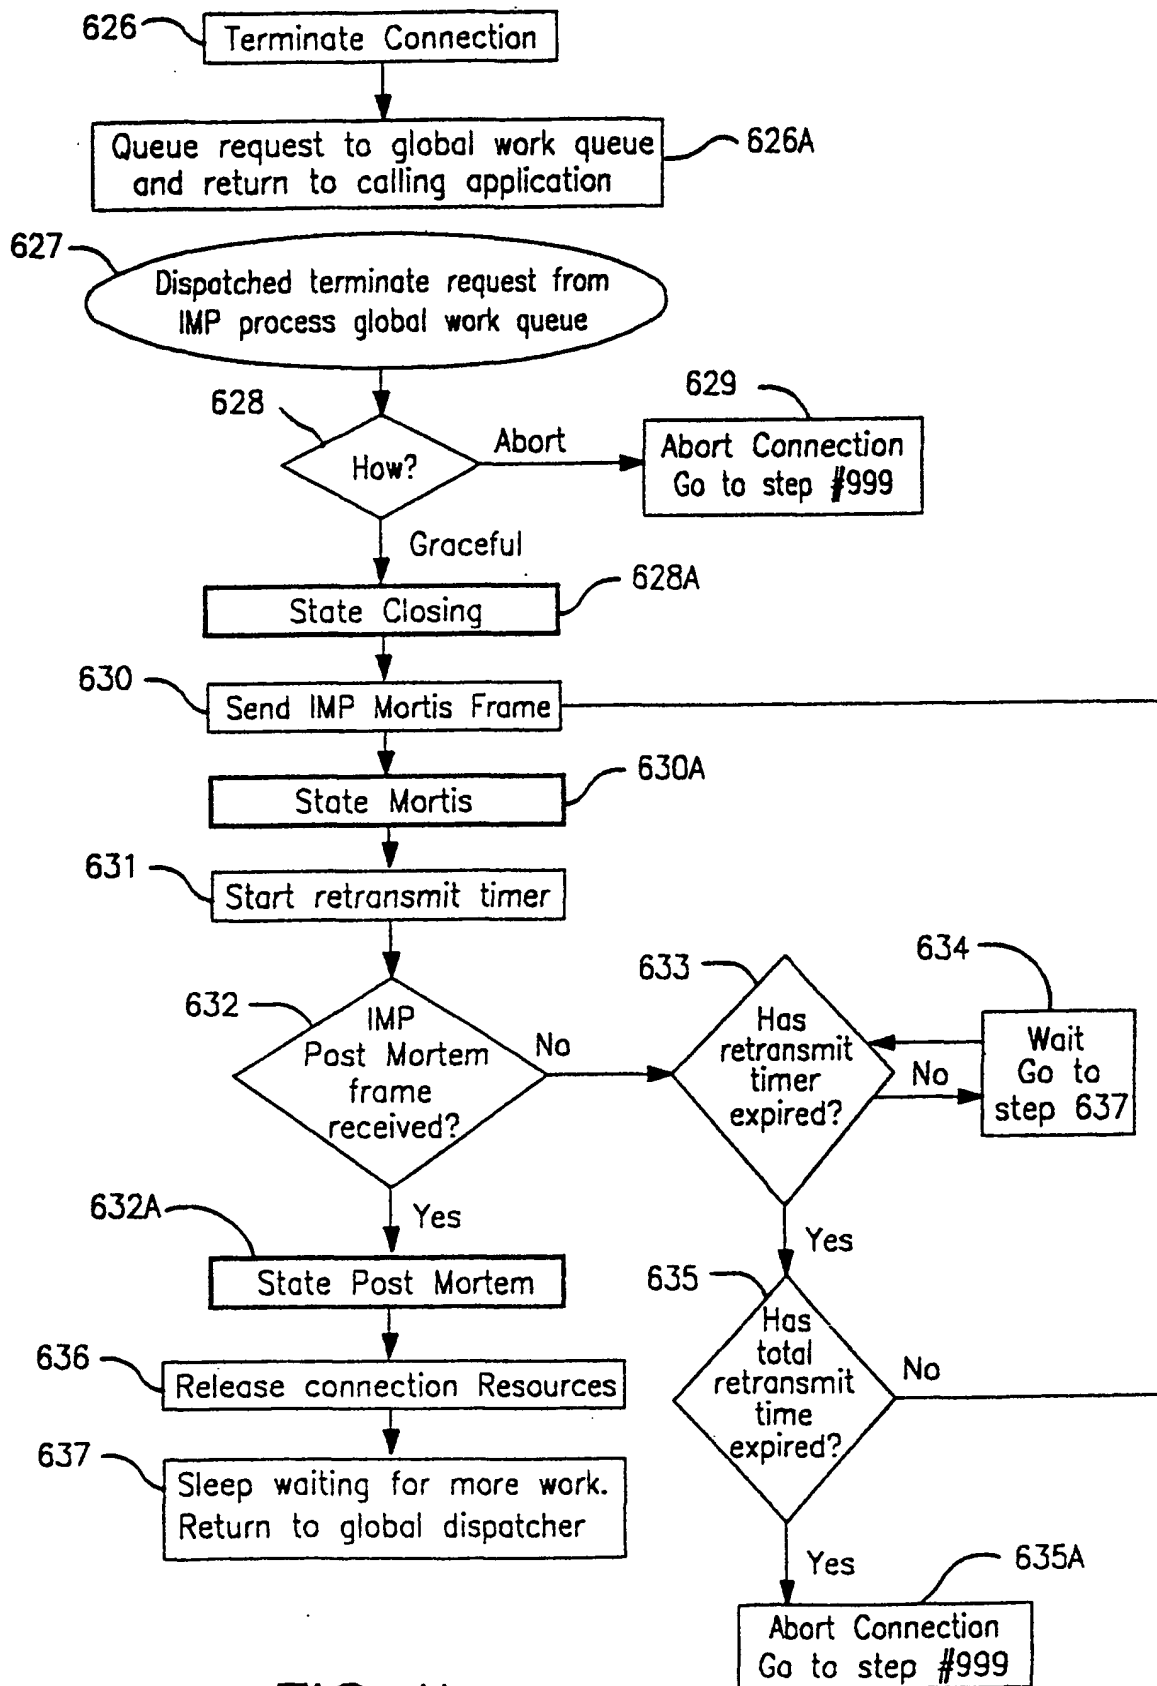 626
Terminate Connection
Queue request to global work queue
and return to calling application
626A
627
Dispatched terminate request from
IMP process global work queue
628
How?
Abort
629
Abort Connection
Go to step #999
Graceful
628A
State Closing
630
Send IMP Mortis Frame
630A
State Mortis
631
Start retransmit timer
632
IMP
Post Mortem
frame
received?
No
633
Has
retransmit
timer
expired?
No
634
Wait
Go to
step 637
Yes
632A
State Post Mortem
Yes
635
Has
total
retransmit
time
expired?
No
636
Release connection Resources
637
Sleep waiting for more work.
Return to global dispatcher
Yes
635A
Abort Connection
Go to step #999